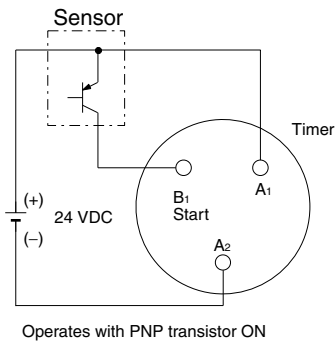 Sensor
Timer
B1
Start
A1
(+)
24 VDC
(–)
A2
Operates with PNP transistor ON